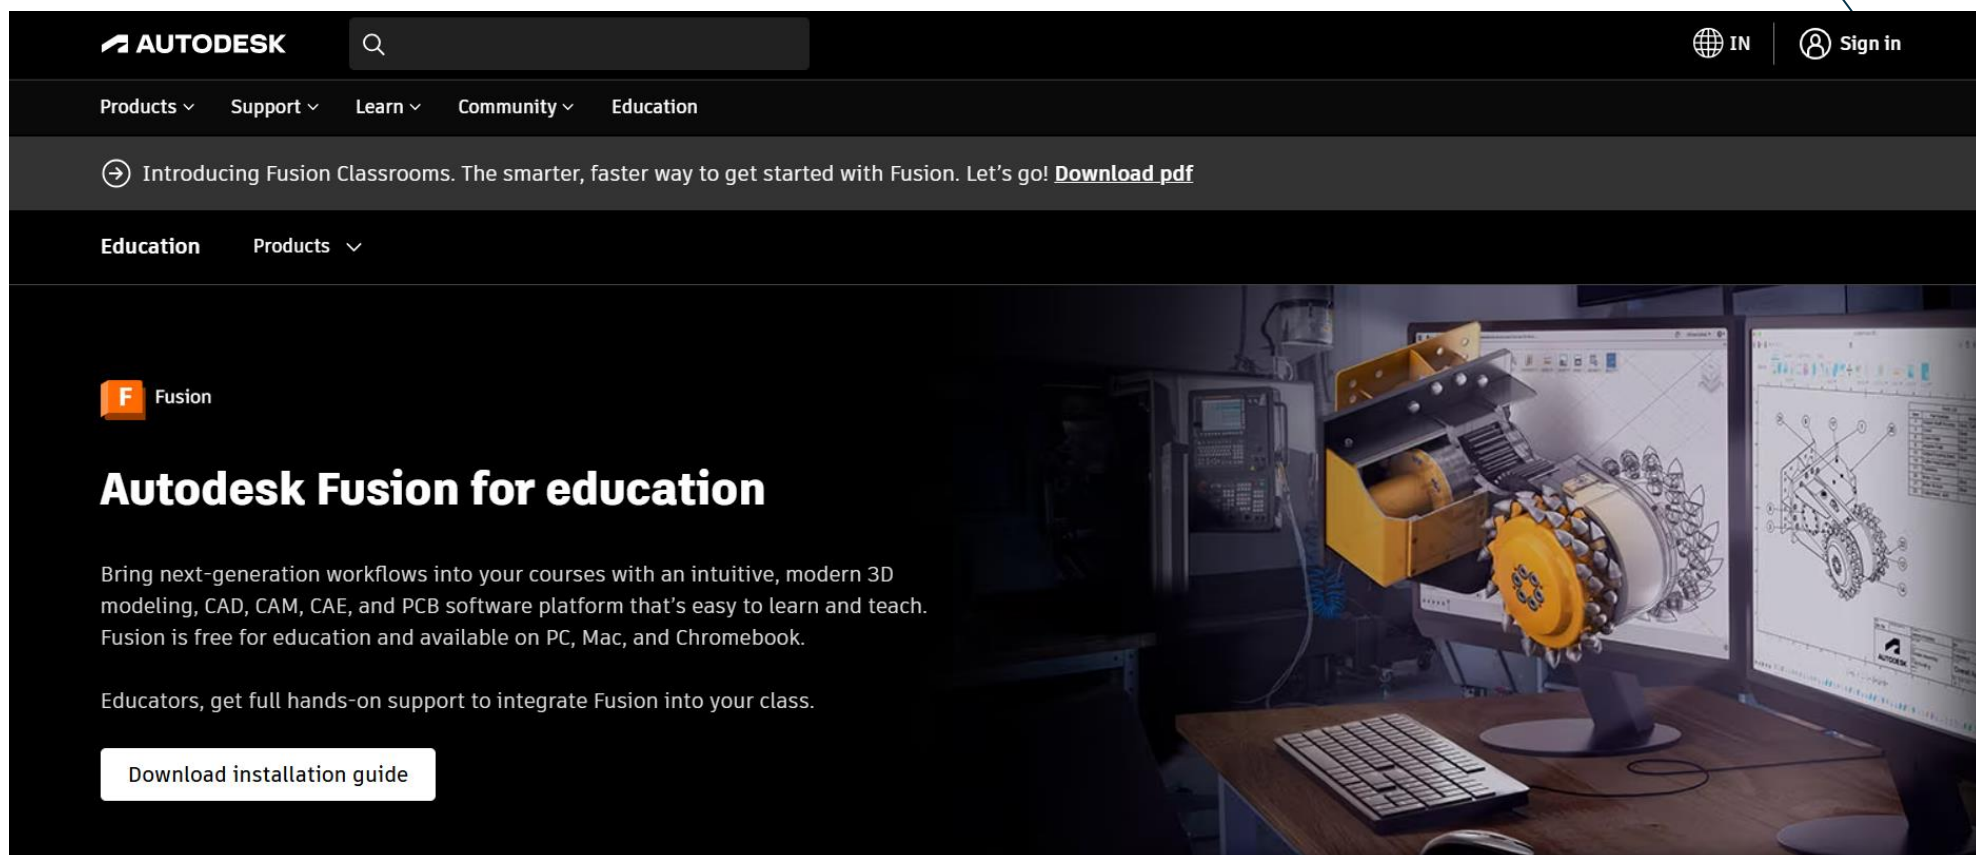 AUTODESK
IN
Sign in
Products
Support
Learn
Community
Education
Introducing Fusion Classrooms. The smarter, faster way to get started with Fusion. Let's go! Download pdf
Education
Products
F
Fusion
Autodesk Fusion for education
Bring next-generation workflows into your courses with an intuitive, modern 3D
modeling, CAD, CAM, CAE, and PCB software platform that's easy to learn and teach.
Fusion is free for education and available on PC, Mac, and Chromebook.
Educators, get full hands-on support to integrate Fusion into your class.
Download installation guide
AUTODESK